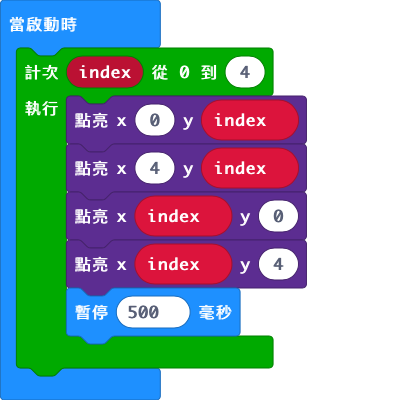 當啟動時
計次 index 從 0 到 4
執行
點亮 x 0 y index
點亮 x 4 y index
點亮 x index y 0
點亮 x index y 4
暫停 500 毫秒